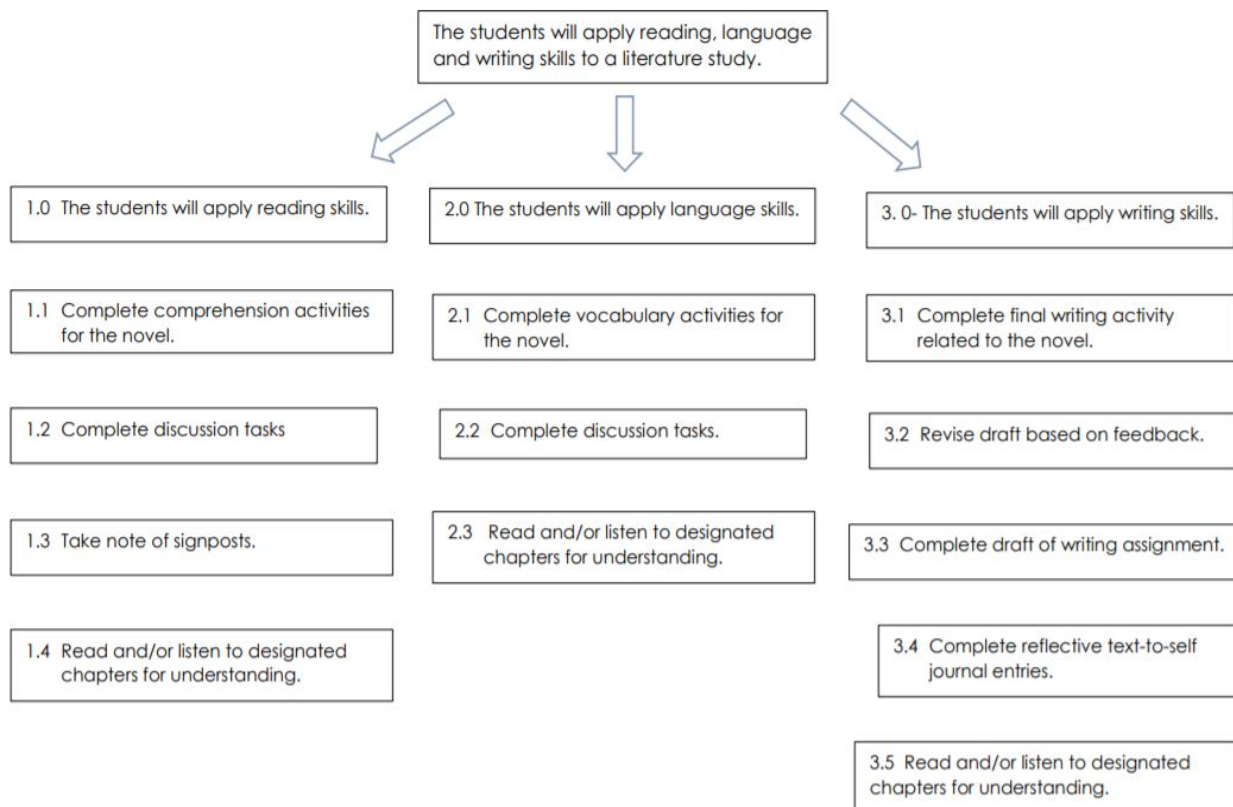 The students will apply reading, language
and writing skills to a literature study.
1.0 The students will apply reading skills.
2.0 The students will apply language skills.
3. 0- The students will apply writing skills.
1.1 Complete comprehension activities
for the novel.
2.1 Complete vocabulary activities for
the novel.
3.1 Complete final writing activity
related to the novel.
1.2 Complete discussion tasks
2.2 Complete discussion tasks.
3.2 Revise draft based on feedback.
1.3 Take note of signposts.
2.3 Read and/or listen to designated
chapters for understanding.
3.3 Complete draft of writing assignment.
1.4 Read and/or listen to designated
chapters for understanding.
3.4 Complete reflective text-to-self
journal entries.
3.5 Read and/or listen to designated
chapters for understanding.